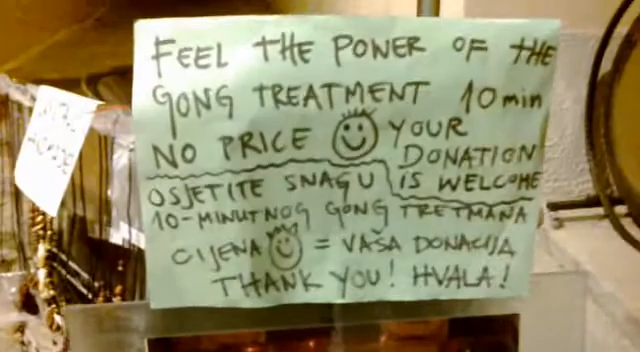 FEEL THE POWER OF THE
GONG TREATMENT 10 min
NO PRICE YOUR
DONATION
IS WELCOME
OSJETITE SNAGU
10-MINUTNOG GONG TRETMANA
CIJENA = VAŠA DONACIJA
THANK YOU! HVALA!